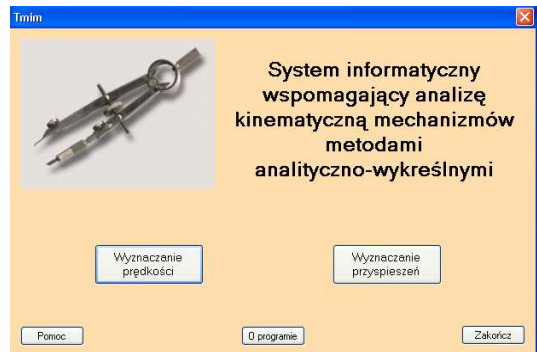 Tmim
System informatyczny
wspomagający analizę
kinematyczną mechanizmów
metodami
analityczno-wykreślnymi
Wyznaczanie
prędkości
Wyznaczanie
przyspieszeń
Pomoc
O programie
Zakończ